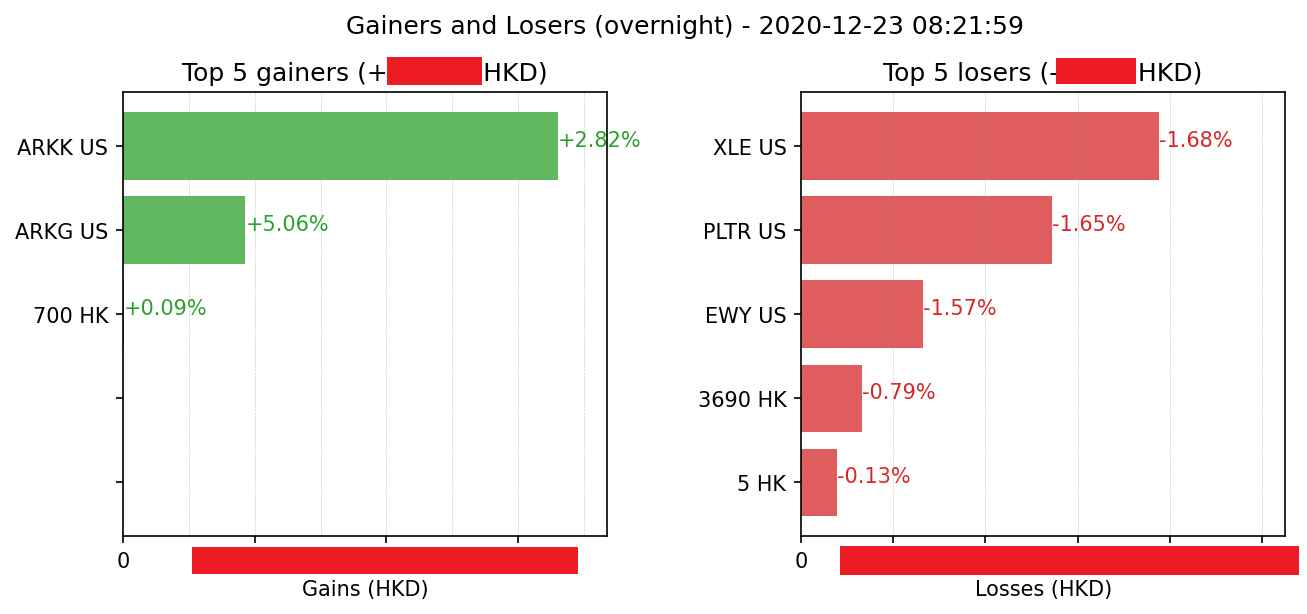 Gainers and Losers (overnight) - 2020-12-23 08:21:59
Top 5 gainers (+ HKD)
ARKK US +2.82%
ARKG US +5.06%
700 HK +0.09%
0
Gains (HKD)
Top 5 losers (- HKD)
XLE US -1.68%
PLTR US -1.65%
EWY US -1.57%
3690 HK -0.79%
5 HK -0.13%
0
Losses (HKD)